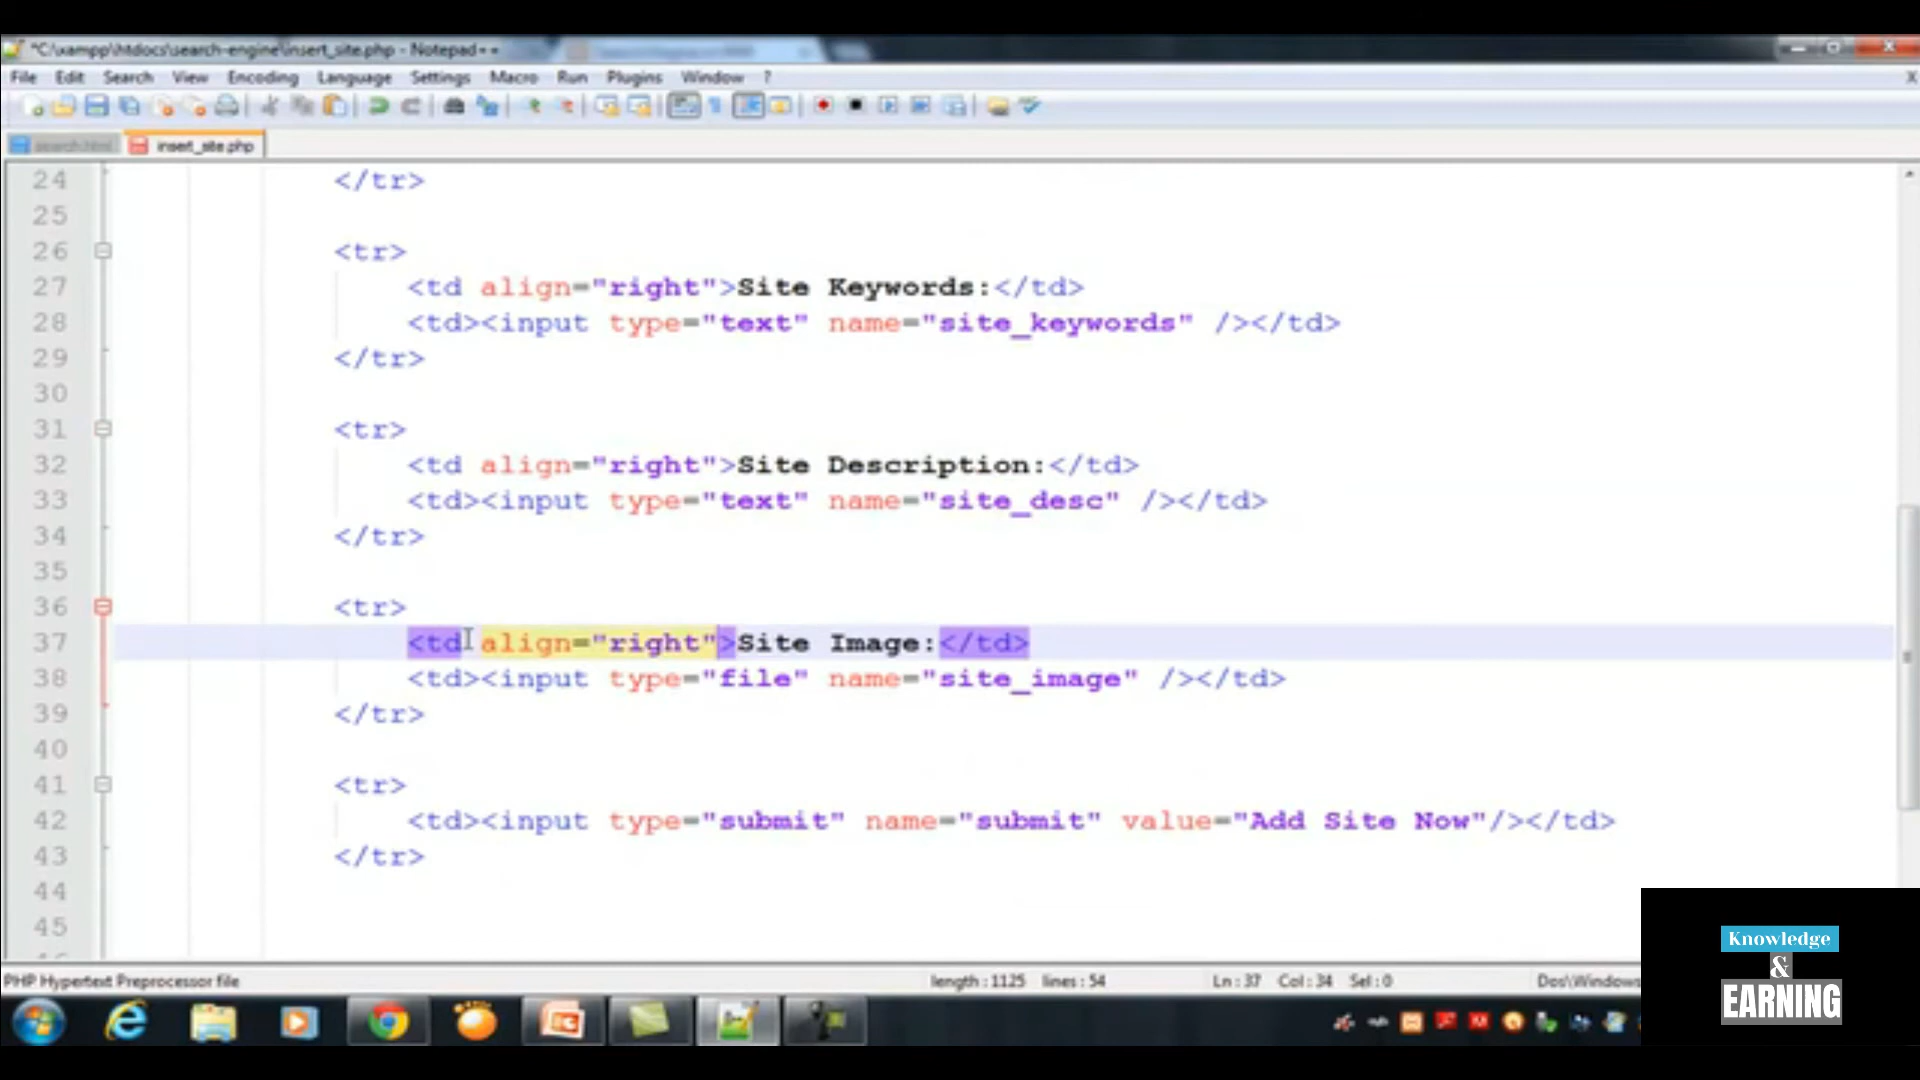 *C:\xampp\htdocs\search-engine\insert_site.php - Notepad++
File Edit Search View Encoding Language Settings Macro Run Plugins Window ?
X
search.html insert_site.php
24 </tr>
25
26 <tr>
27 <td align="right">Site Keywords:</td>
28 <td><input type="text" name="site_keywords" /></td>
29 </tr>
30
31 <tr>
32 <td align="right">Site Description:</td>
33 <td><input type="text" name="site_desc" /></td>
34 </tr>
35
36 <tr>
37 <td align="right">Site Image:</td>
38 <td><input type="file" name="site_image" /></td>
39 </tr>
40
41 <tr>
42 <td><input type="submit" name="submit" value="Add Site Now"/></td>
43 </tr>
44
45
PHP Hypertext Preprocessor file length : 1125 lines : 54 Ln : 37 Col : 34 Sel : 0 Dos\Windows
Knowledge
&
EARNING